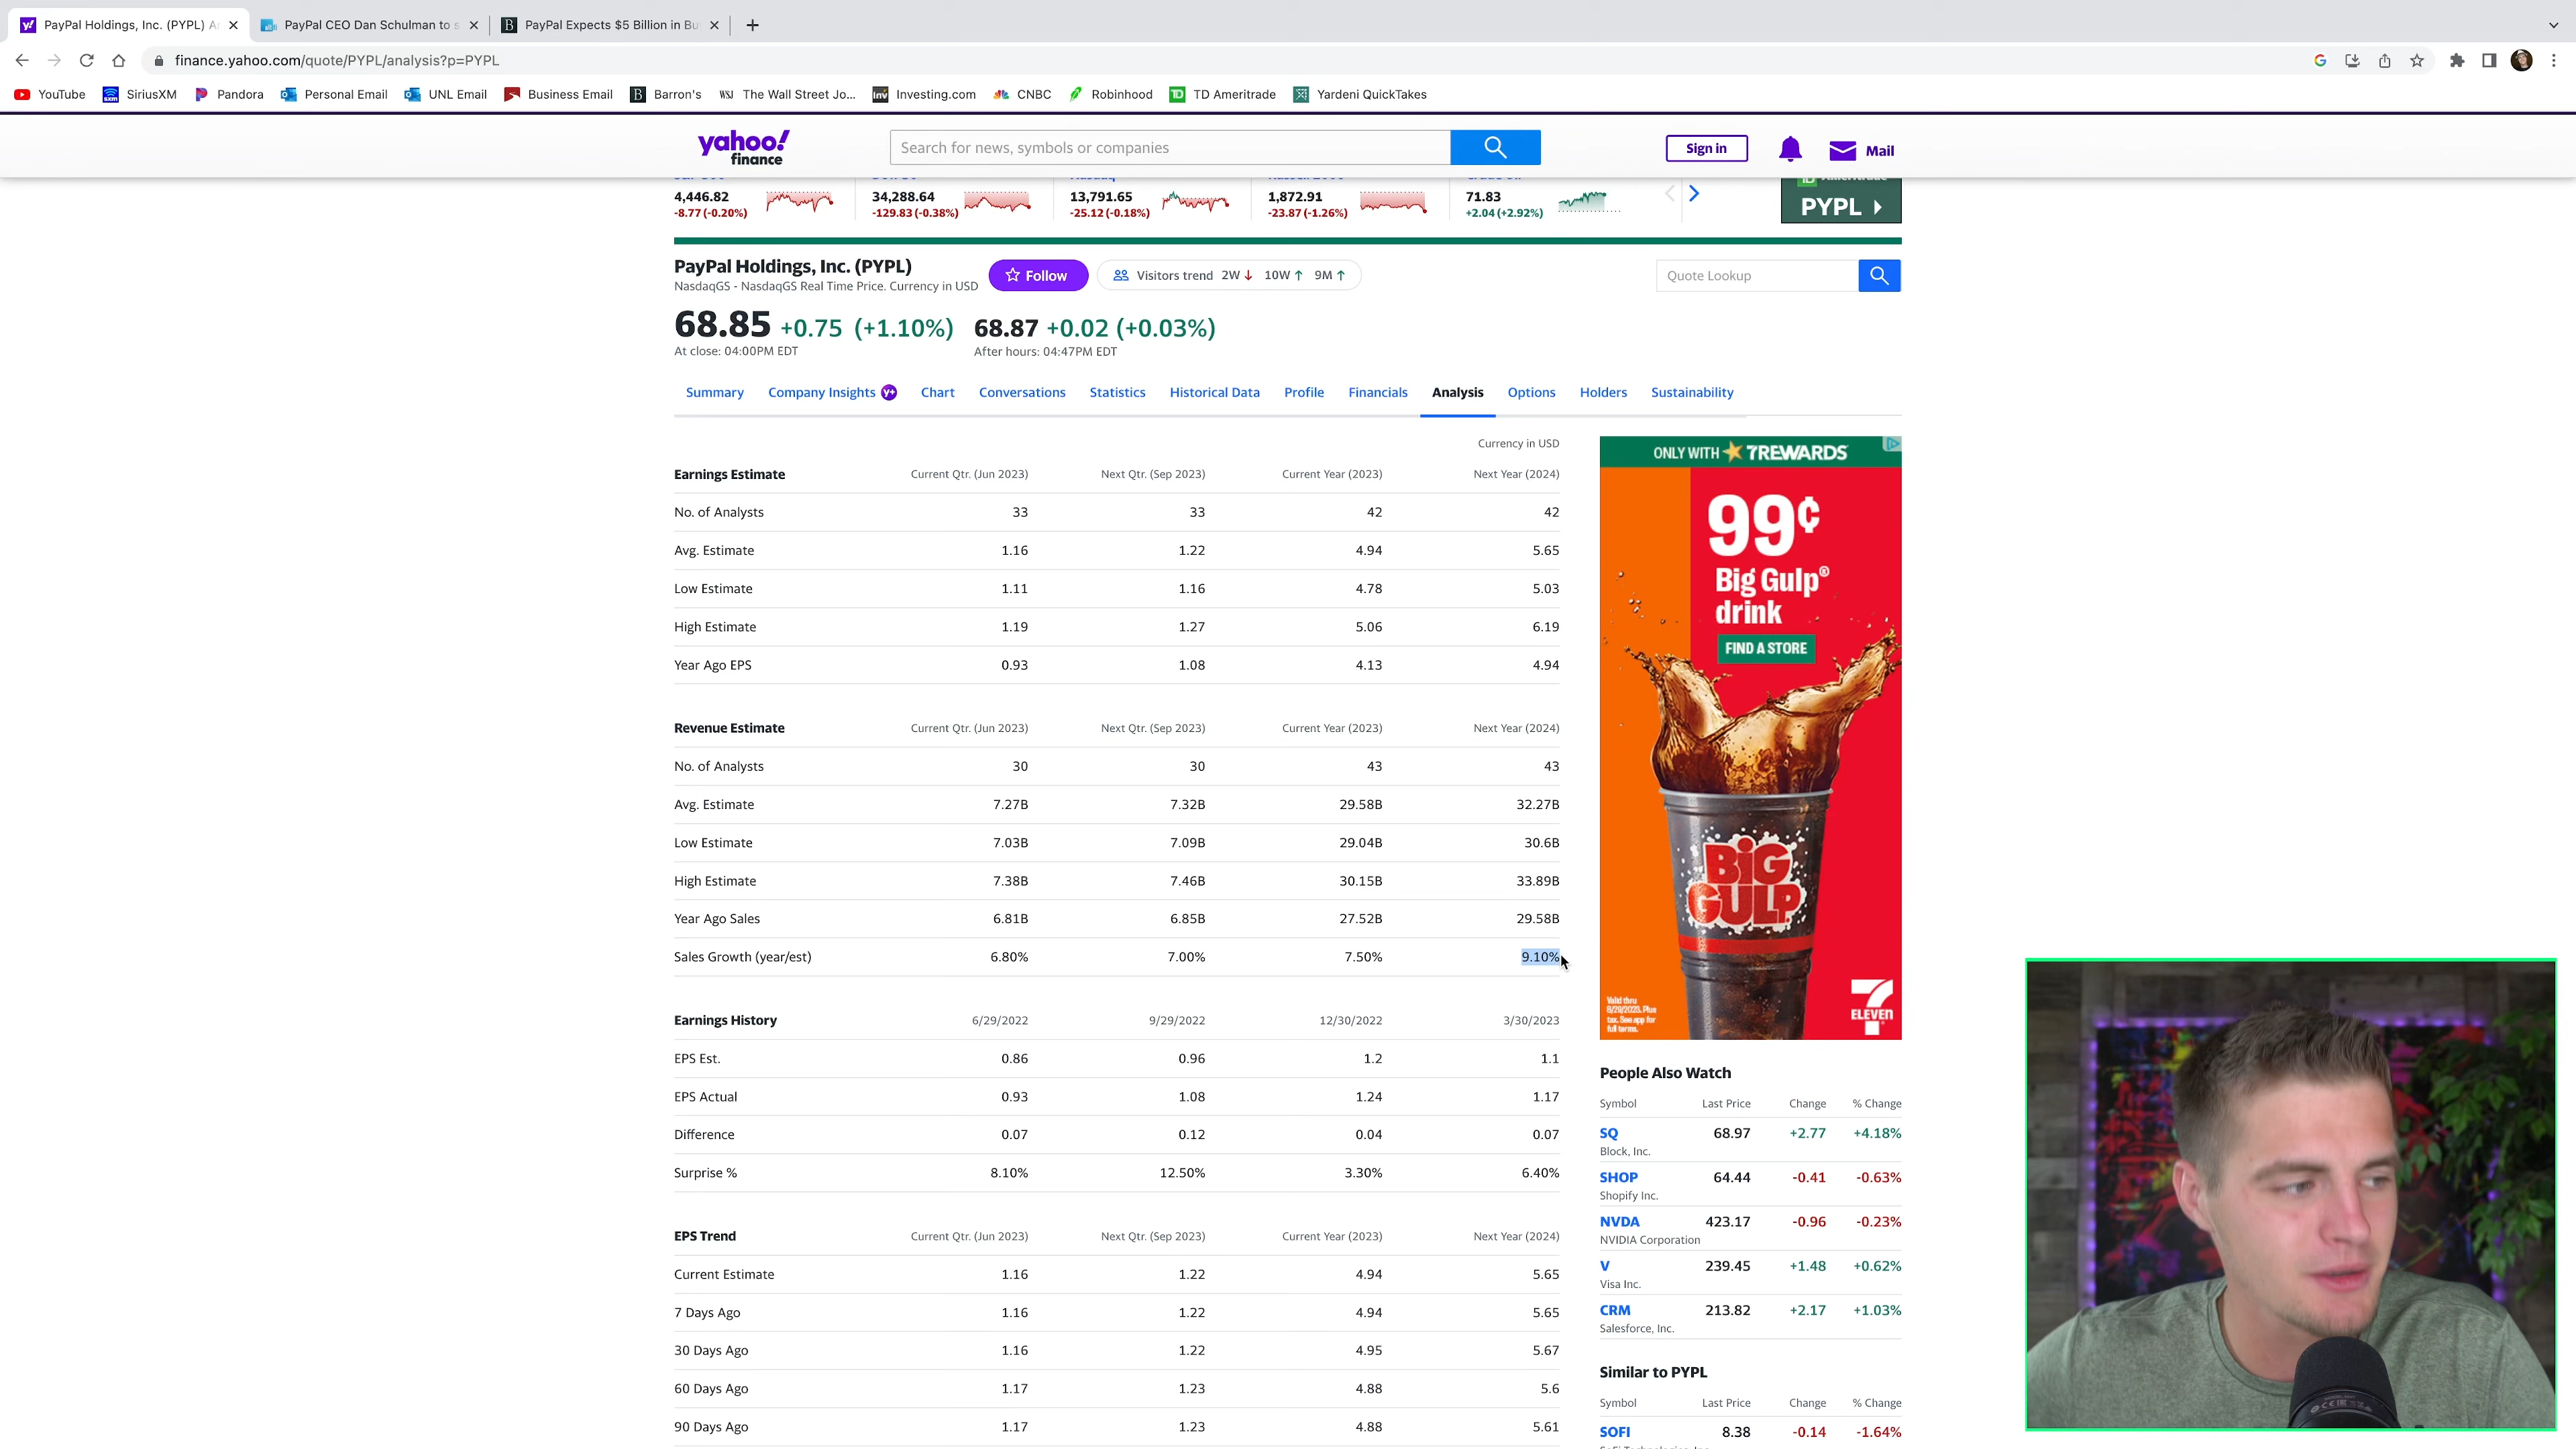 PayPal Holdings, Inc. (PYPL) A
PayPal CEO Dan Schulman to s
PayPal Expects $5 Billion in Bu
finance.yahoo.com/quote/PYPL/analysis?p=PYPL
YouTube SiriusXM Pandora Personal Email UNL Email Business Email Barron's The Wall Street Jo... Investing.com CNBC Robinhood TD Ameritrade Yardeni QuickTakes
yahoo! finance
Search for news, symbols or companies
Sign in
Mail
4,446.82 34,288.64 13,791.65 1,872.91 71.83
-8.77 (-0.20%) -129.83 (-0.38%) -25.12 (-0.18%) -23.87 (-1.26%) +2.04 (+2.92%)
PYPL
PayPal Holdings, Inc. (PYPL)
NasdaqGS - NasdaqGS Real Time Price. Currency in USD
Follow
Visitors trend 2W 10W 9M
Quote Lookup
68.85 +0.75 (+1.10%) 68.87 +0.02 (+0.03%)
At close: 04:00PM EDT After hours: 04:47PM EDT
Summary Company Insights Chart Conversations Statistics Historical Data Profile Financials Analysis Options Holders Sustainability
Currency in USD
Earnings Estimate Current Qtr. (Jun 2023) Next Qtr. (Sep 2023) Current Year (2023) Next Year (2024)
No. of Analysts 33 33 42 42
Avg. Estimate 1.16 1.22 4.94 5.65
Low Estimate 1.11 1.16 4.78 5.03
High Estimate 1.19 1.27 5.06 6.19
Year Ago EPS 0.93 1.08 4.13 4.94
Revenue Estimate Current Qtr. (Jun 2023) Next Qtr. (Sep 2023) Current Year (2023) Next Year (2024)
No. of Analysts 30 30 43 43
Avg. Estimate 7.27B 7.32B 29.58B 32.27B
Low Estimate 7.03B 7.09B 29.04B 30.6B
High Estimate 7.38B 7.46B 30.15B 33.89B
Year Ago Sales 6.81B 6.85B 27.52B 29.58B
Sales Growth (year/est) 6.80% 7.00% 7.50% 9.10%
Earnings History 6/29/2022 9/29/2022 12/30/2022 3/30/2023
EPS Est. 0.86 0.96 1.2 1.1
EPS Actual 0.93 1.08 1.24 1.17
Difference 0.07 0.12 0.04 0.07
Surprise % 8.10% 12.50% 3.30% 6.40%
EPS Trend Current Qtr. (Jun 2023) Next Qtr. (Sep 2023) Current Year (2023) Next Year (2024)
Current Estimate 1.16 1.22 4.94 5.65
7 Days Ago 1.16 1.22 4.94 5.65
30 Days Ago 1.16 1.22 4.95 5.67
60 Days Ago 1.17 1.23 4.88 5.6
90 Days Ago 1.17 1.23 4.88 5.61
ONLY WITH 7REWARDS
99¢
Big Gulp®
drink
FIND A STORE
BIG
GULP
Valid thru
8/29/2023. Plus
tax. See app for
full terms.
7
ELEVEN
People Also Watch
Symbol Last Price Change % Change
SQ 68.97 +2.77 +4.18%
Block, Inc.
SHOP 64.44 -0.41 -0.63%
Shopify Inc.
NVDA 423.17 -0.96 -0.23%
NVIDIA Corporation
V 239.45 +1.48 +0.62%
Visa Inc.
CRM 213.82 +2.17 +1.03%
Salesforce, Inc.
Similar to PYPL
Symbol Last Price Change % Change
SOFI 8.38 -0.14 -1.64%